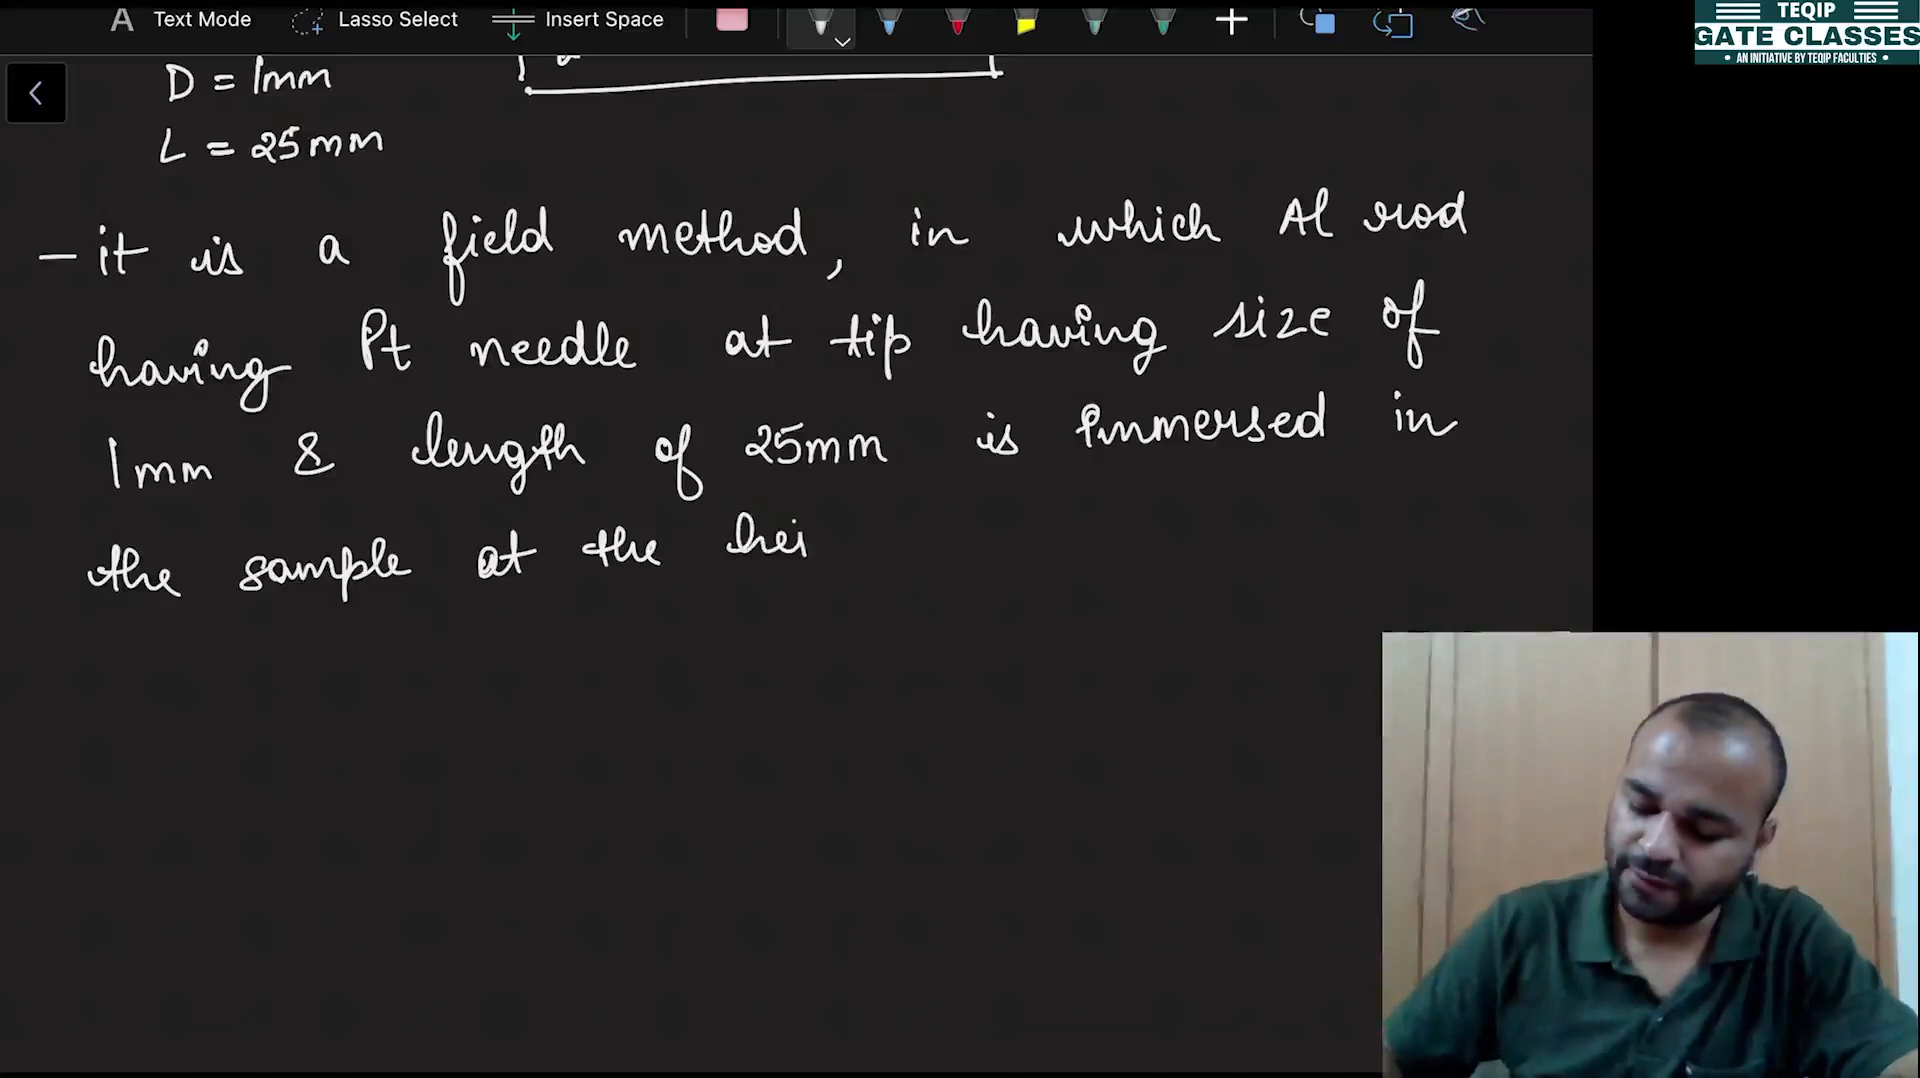 Text Mode
Lasso Select
Insert Space
TEQIP
GATE CLASSES
• AN INITIATIVE BY TEQIP FACULTIES •
D = 1mm
L = 25mm
- it is a field method, in which Al rod
having Pt needle at tip having size of
1mm & length of 25mm is immersed in
the sample at the hei